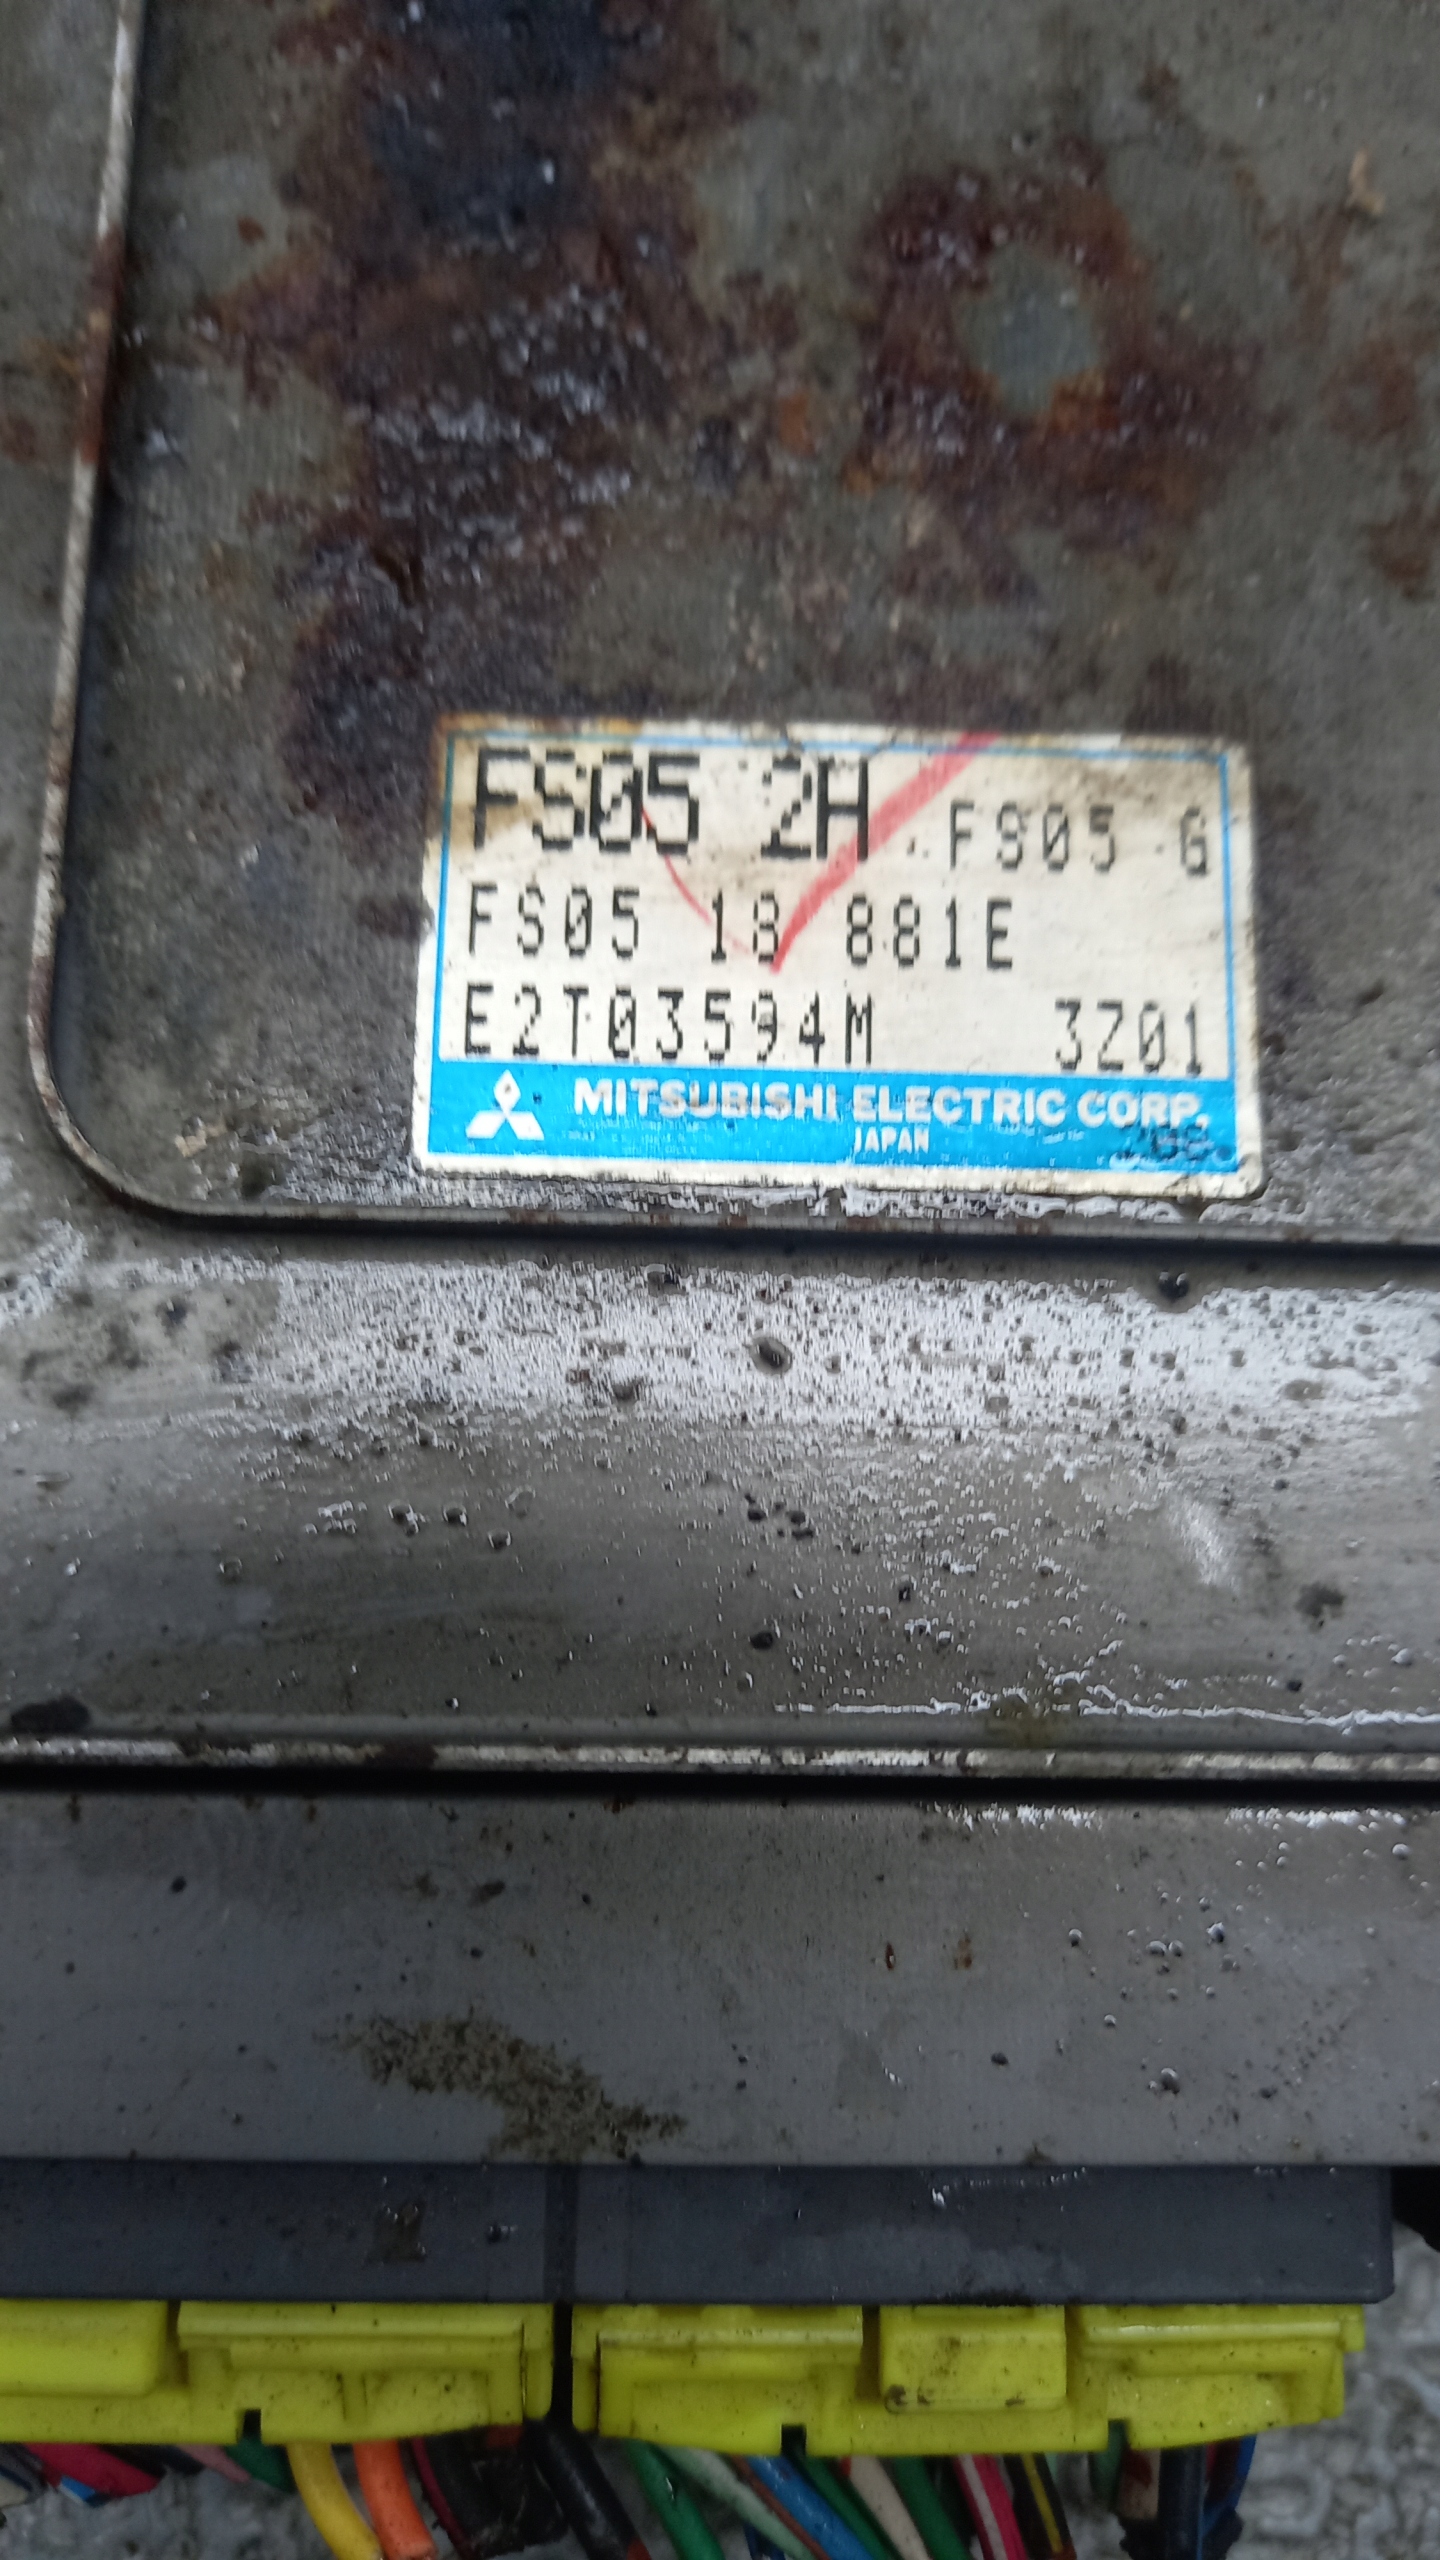 FS05 2H FS05 G
FS05 18 881E
E2T03594M 3Z01
MITSUBISHI ELECTRIC CORP.
JAPAN